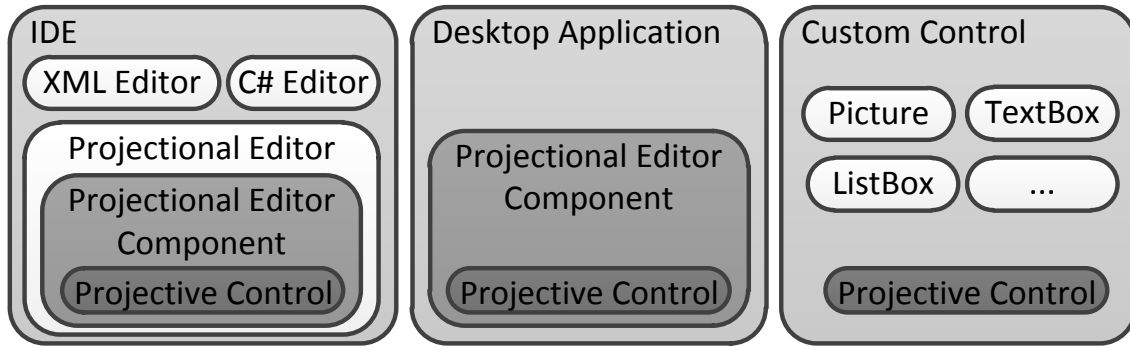 IDE
XML Editor
C# Editor
Projectional Editor
Projectional Editor
Component
Projective Control
Desktop Application
Projectional Editor
Component
Projective Control
Custom Control
Picture
TextBox
ListBox
...
Projective Control